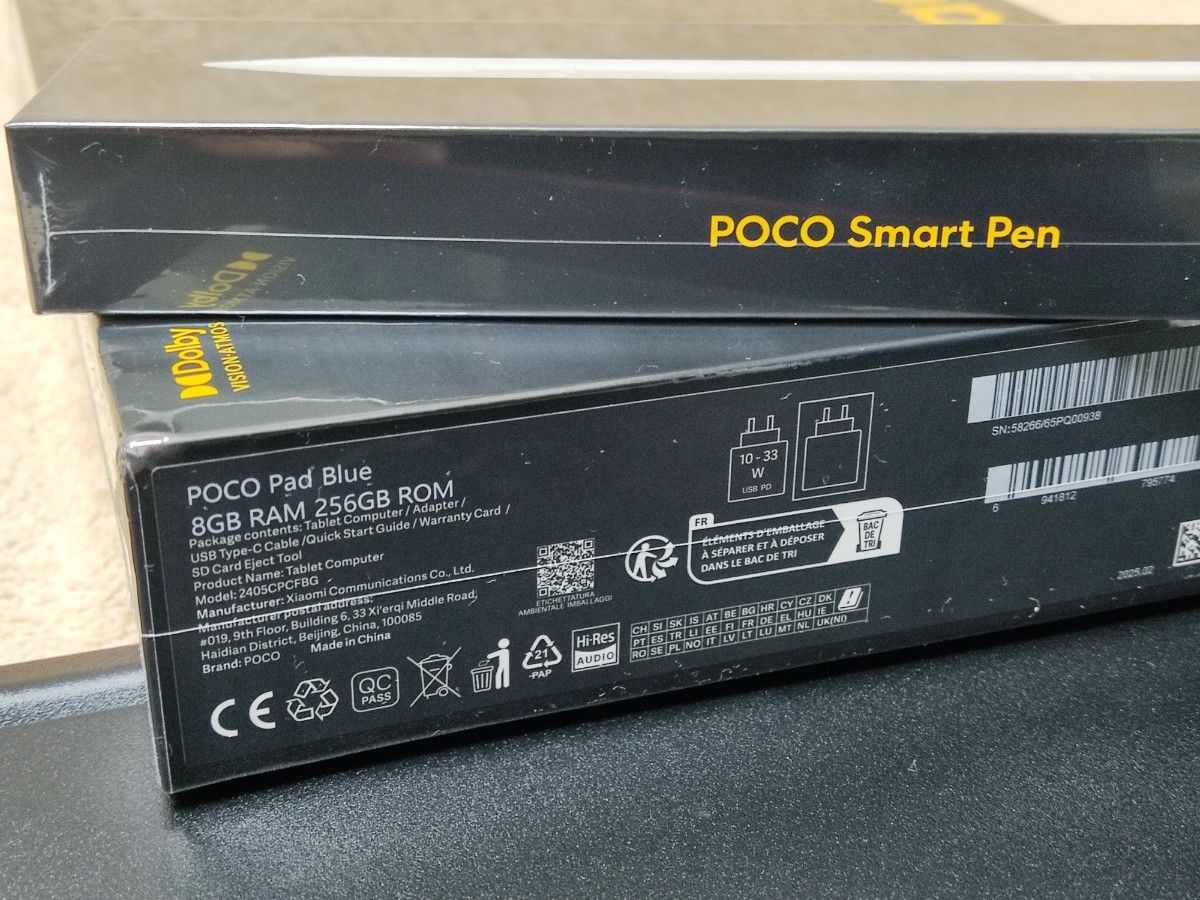 POCO Smart Pen
Dolby
VISION·ATMOS
POCO Pad Blue
8GB RAM 256GB ROM
Package contents: Tablet Computer / Adapter /
USB Type-C Cable /Quick Start Guide / Warranty Card /
SD Card Eject Tool
Product Name: Tablet Computer
Model: 2405CPCFBG
Manufacturer: Xiaomi Communications Co., Ltd.
Manufacturer postal address:
#019, 9th Floor, Building 6, 33 Xi'erqi Middle Road,
Haidian District, Beijing, China, 100085
Brand: POCO Made in China
CE
QC
PASS
21
PAP
Hi-Res
AUDIO
ETICHETTATURA
AMBIENTALE IMBALLAGGI
10 - 33
W
USB PD
FR
ÉLÉMENTS D'EMBALLAGE
À SÉPARER ET À DÉPOSER
DANS LE BAC DE TRI
BAC
DE
TRI
CH SI SK IS AT BE BG HR CY CZ DK
PT ES TR LI EE FI FR DE EL HU IE
RO SE PL NO IT LV LT LU MT NL UK(NI)
SN:58266/65PQ00938
6 941812 795774
2025.02